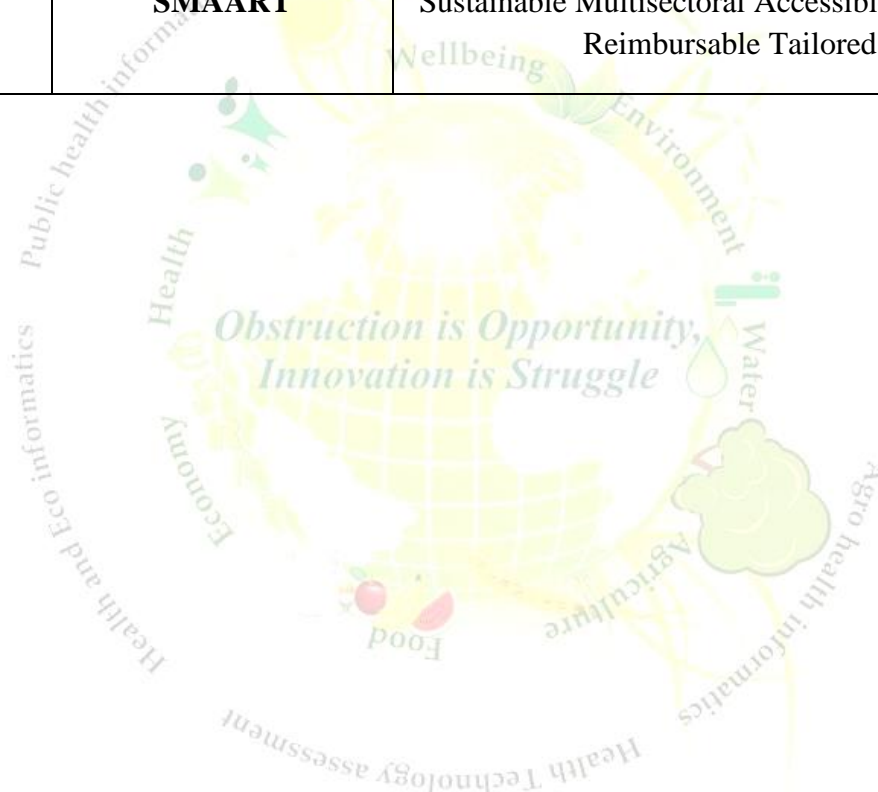 SMAART
Sustainable Multisectoral Accessibl
Reimbursable Tailored
Wellbeing
Environment
Water
Agriculture
Food
Economy
Health
Obstruction is Opportunity,
Innovation is Struggle
Public health informa
Health and Eco informatics
Health Technology assessment
Agro health informatics